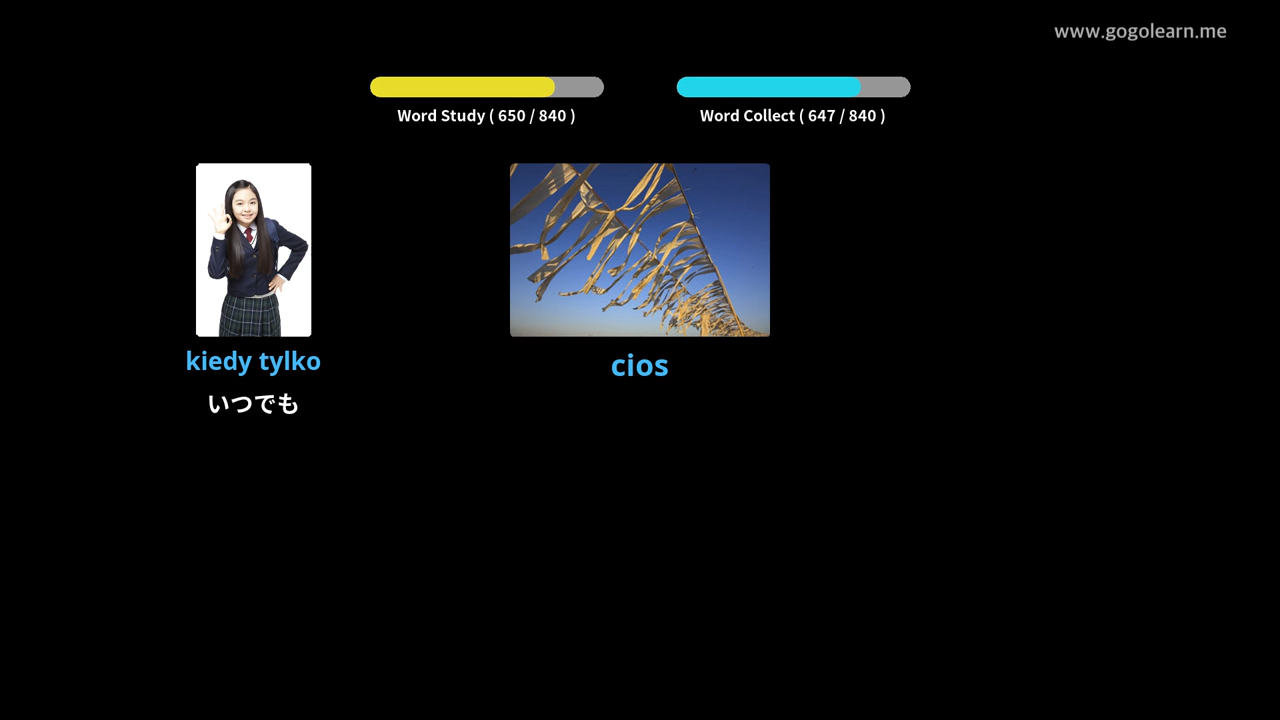 www.gogolearn.me
Word Study ( 650 / 840 )
Word Collect ( 647 / 840 )
kiedy tylko
いつでも
cios